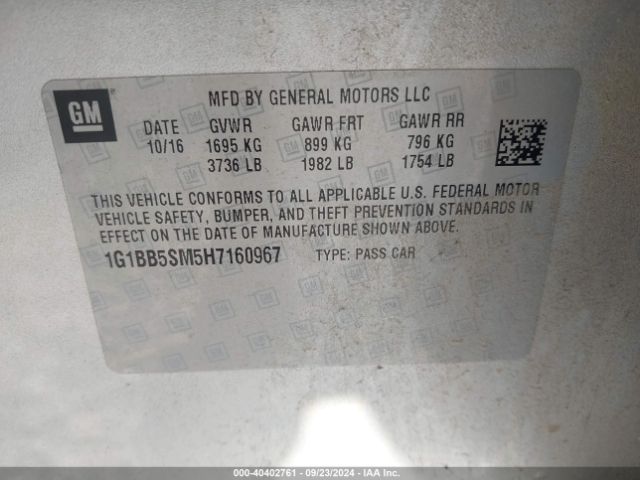 GM
MFD BY GENERAL MOTORS LLC
DATE GVWR GAWR FRT GAWR RR
10/16 1695 KG 899 KG 796 KG
3736 LB 1982 LB 1754 LB
THIS VEHICLE CONFORMS TO ALL APPLICABLE U.S. FEDERAL MOTOR
VEHICLE SAFETY, BUMPER, AND THEFT PREVENTION STANDARDS IN
EFFECT ON THE DATE OF MANUFACTURE SHOWN ABOVE.
1G1BB5SM5H7160967 TYPE: PASS CAR
000-40402761 - 09/23/2024 - IAA Inc.